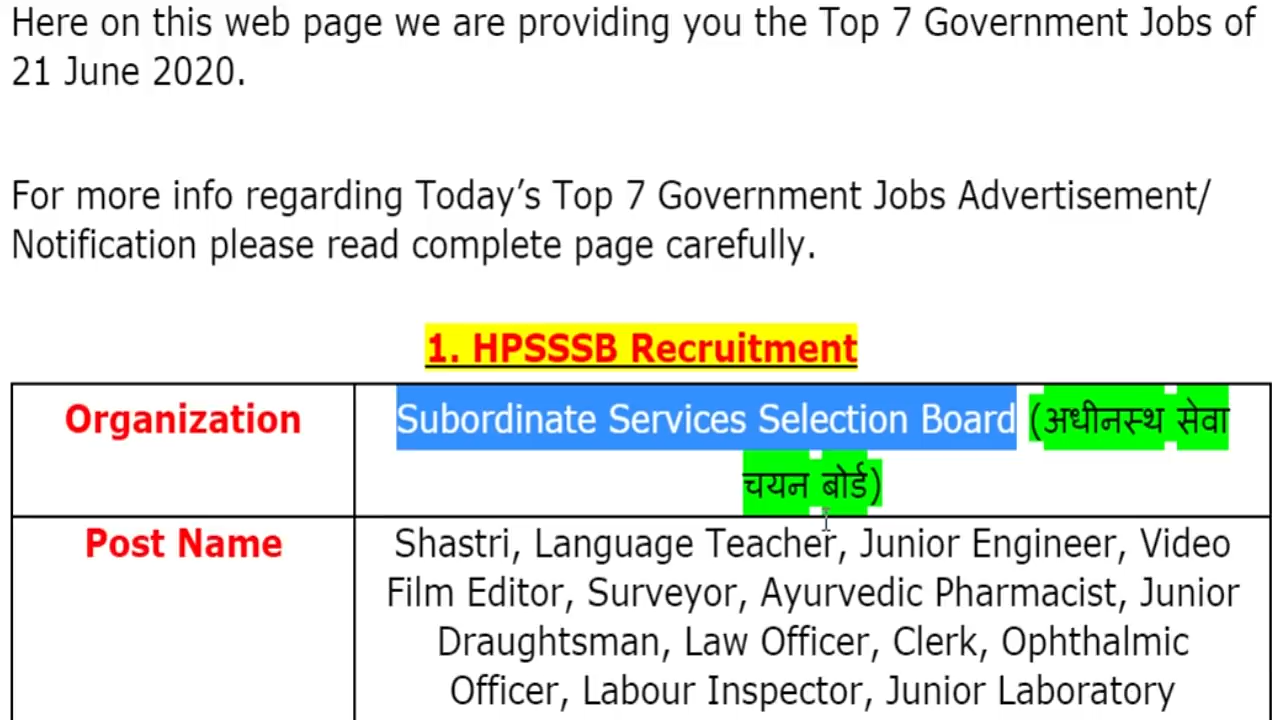 Here on this web page we are providing you the Top 7 Government Jobs of
21 June 2020.
For more info regarding Today’s Top 7 Government Jobs Advertisement/
Notification please read complete page carefully.
1. HPSSSB Recruitment
Organization
Subordinate Services Selection Board (अधीनस्थ सेवा
चयन बोर्ड)
Post Name
Shastri, Language Teacher, Junior Engineer, Video
Film Editor, Surveyor, Ayurvedic Pharmacist, Junior
Draughtsman, Law Officer, Clerk, Ophthalmic
Officer, Labour Inspector, Junior Laboratory